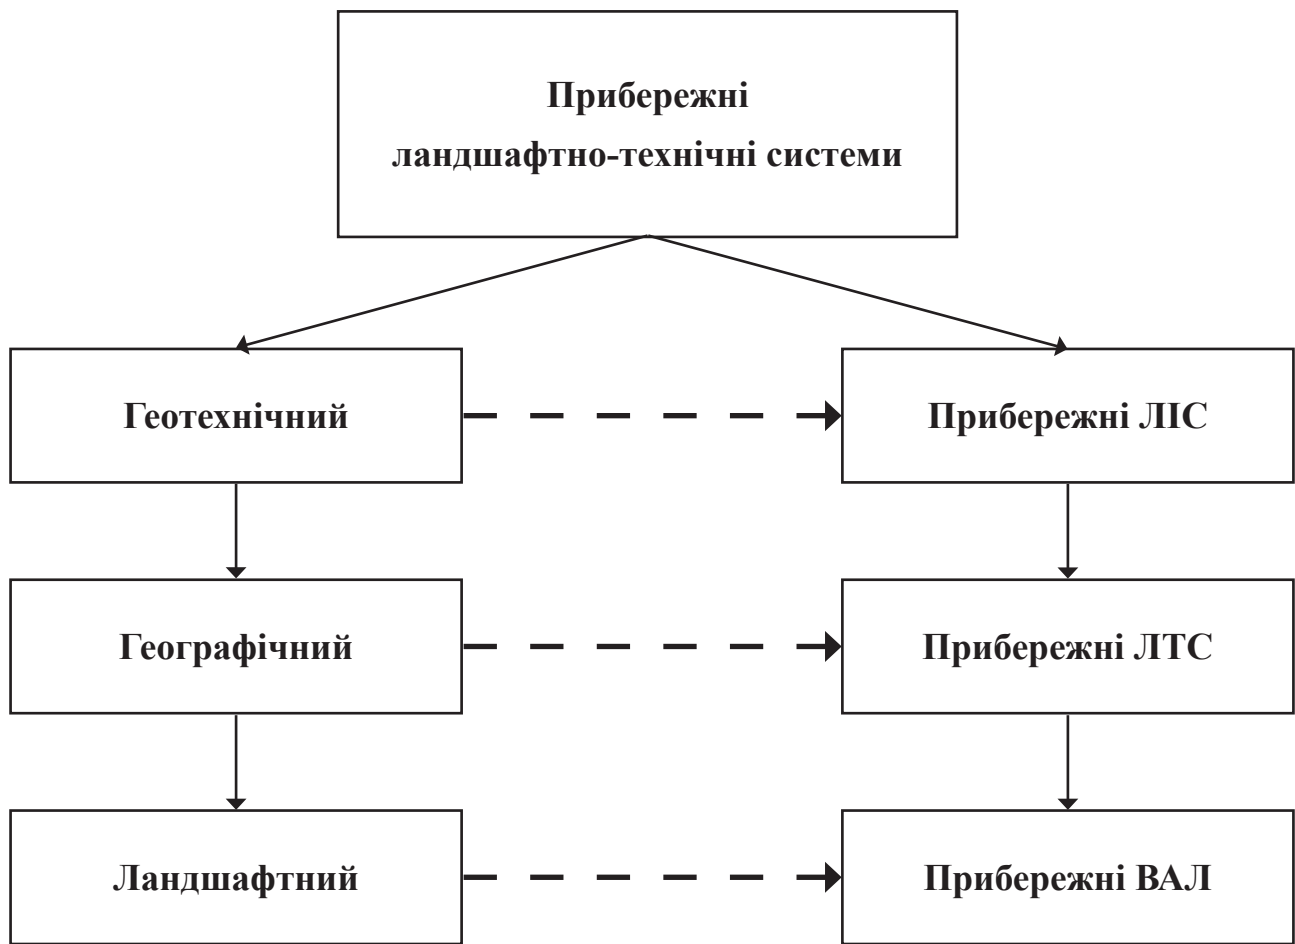 Прибережні
ландшафтно-технічні системи
Геотехнічний
Прибережні ЛІС
Географічний
Прибережні ЛТС
Ландшафтний
Прибережні ВАЛ